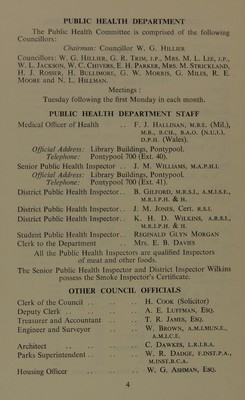 PUBLIC HEALTH DEPARTMENT
The Public Health Committee is comprised of the following
Councillors:
Chairman: Councillor W. G. HILLIER
Councillors: W. G. HILLIER, G. R. TRIM, J.P., MRS. M. L. LEE, J.P.,
W. L. JACKSON, W. C. CHIVERS, E. H. PARKER, MRS. M. STRICKLAND,
H. J. ROSSER, H. BULLIMORE, G. W. MORRIS, G. MILES, R. E.
MOORE and N. L. HILLMAN.
Meetings :
Tuesday following the first Monday in each month.
PUBLIC HEALTH DEPARTMENT STAFF
Medical Officer of Health .. F. J. HALLINAN, M.B.E. (Mil.),
M.B., B.CH., B.A.O. (N.U.I.),
D.P.H. (Wales).
Official Address: Library Buildings, Pontypool.
Telephone: Pontypool 700 (Ext. 40).
Senior Public Health Inspector .. J. M. WILLIAMS, M.A.P.H.I.
Official Address: Library Buildings, Pontypool.
Telephone: Pontypool 700 (Ext. 41).
District Public Health Inspector.. B. GIFFORD, M.R.S.I., A.M.I.S.E.,
M.R.I.P.H. & H.
District Public Health Inspector.. J. M. JONES, Cert. R.S.I.
District Public Health Inspector.. K. H. D. WILKINS, A.R.S.I.,
M.R.I.P.H. & H.
Student Public Health Inspector.. REGINALD GLYN MORGAN
Clerk to the Department .. MRS. E. B. DAVIES
All the Public Health Inspectors are qualified Inspectors
of meat and other foods.
The Senior Public Health Inspector and District Inspector Wilkins
possess the Smoke Inspector's Certificate.
OTHER COUNCIL OFFICIALS
Clerk of the Council .. .. .. H. COOK (Solicitor)
Deputy Clerk .. .. .. .. A. E. LUFFMAN, ESQ.
Treasurer and Accountant .. .. T. R. JAMES, ESQ.
Engineer and Surveyor .. .. W. BROWN, A.M.I.MUN.E.,
A.M.I.C.E.
Architect .. .. .. .. C. DAWKES, L.R.I.B.A.
Parks Superintendent .. .. .. W. R. DADGE, F.INST.P.A.,
M.INST.B.C.A.
Housing Officer .. .. .. W. G. ASHMAN, ESQ.
4